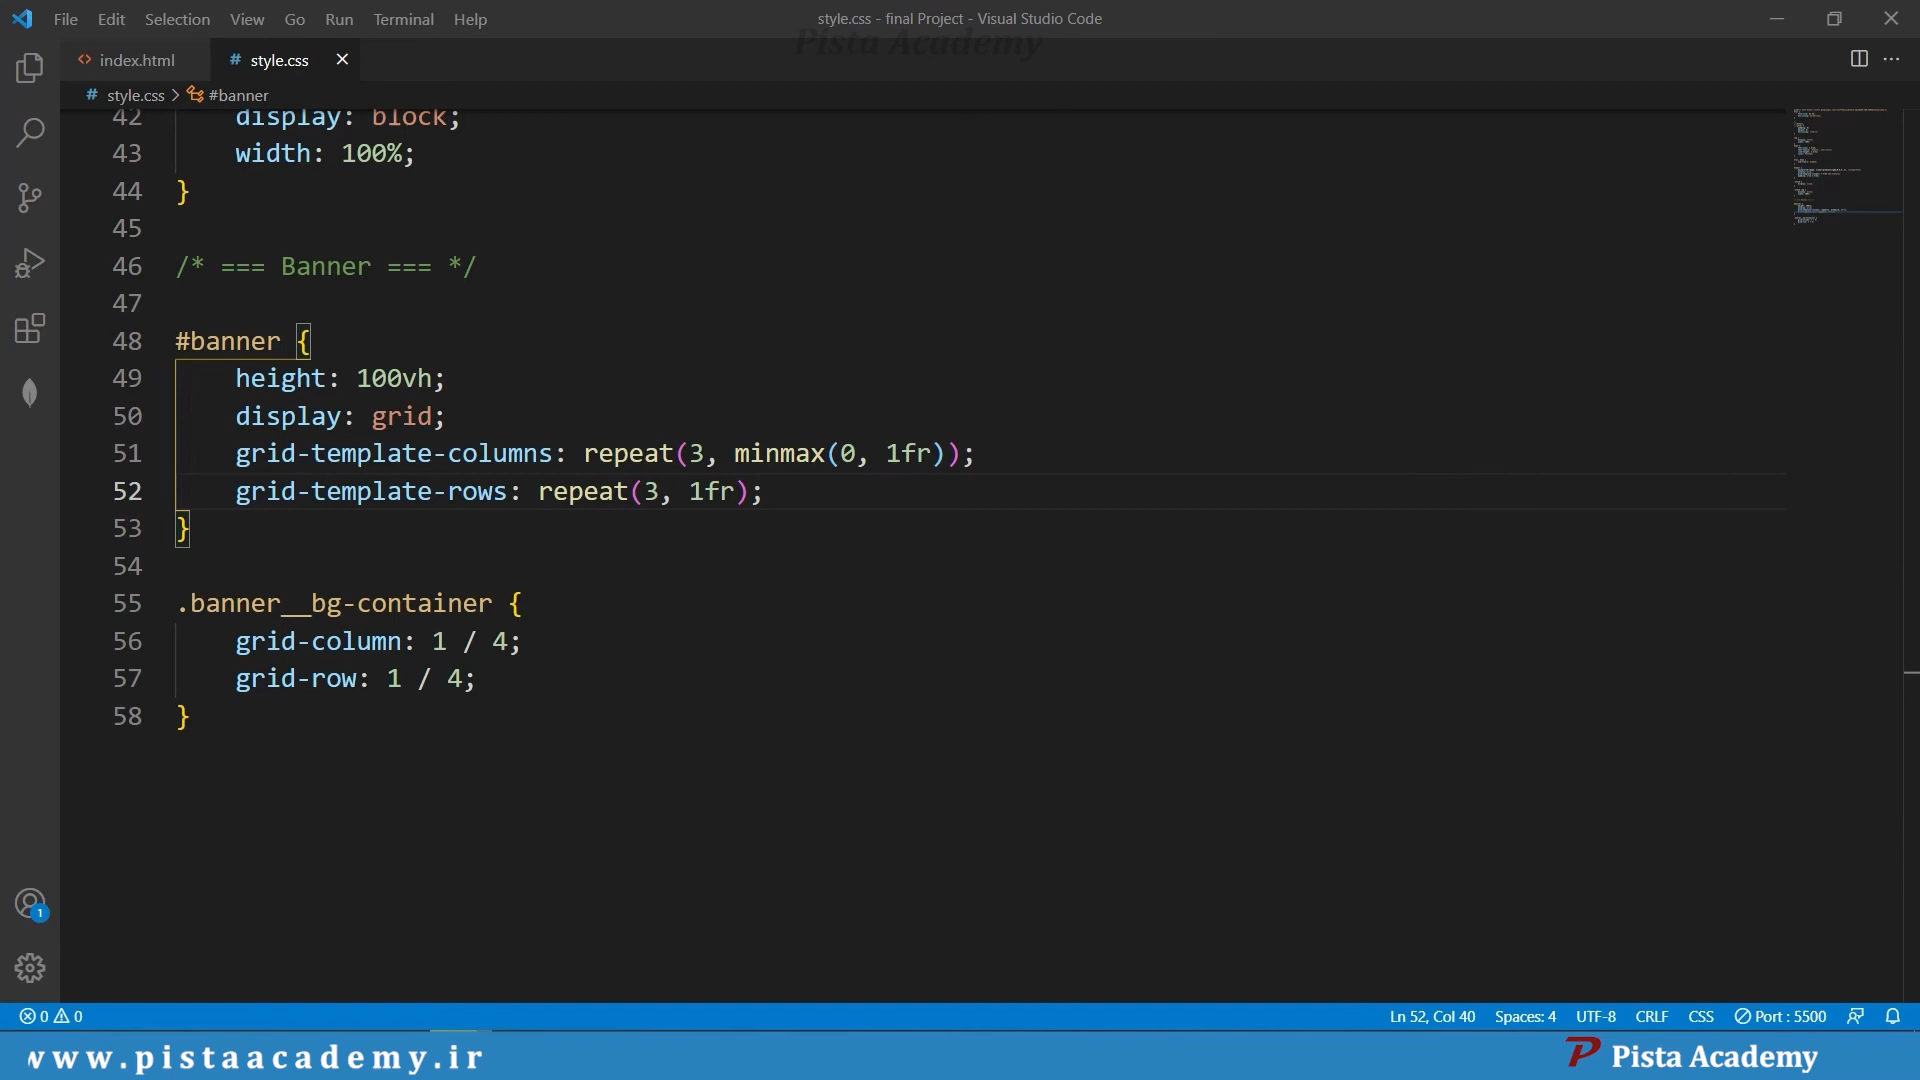 File Edit Selection View Go Run Terminal Help
style.css - final Project - Visual Studio Code
Pista Academy
index.html
# style.css
# style.css > #banner
42 display: block;
43 width: 100%;
44 }
45
46 /* === Banner === */
47
48 #banner {
49 height: 100vh;
50 display: grid;
51 grid-template-columns: repeat(3, minmax(0, 1fr));
52 grid-template-rows: repeat(3, 1fr);
53 }
54
55 .banner__bg-container {
56 grid-column: 1 / 4;
57 grid-row: 1 / 4;
58 }
1
0 0
Ln 52, Col 40 Spaces: 4 UTF-8 CRLF CSS Port : 5500
www.pistaacademy.ir
Pista Academy